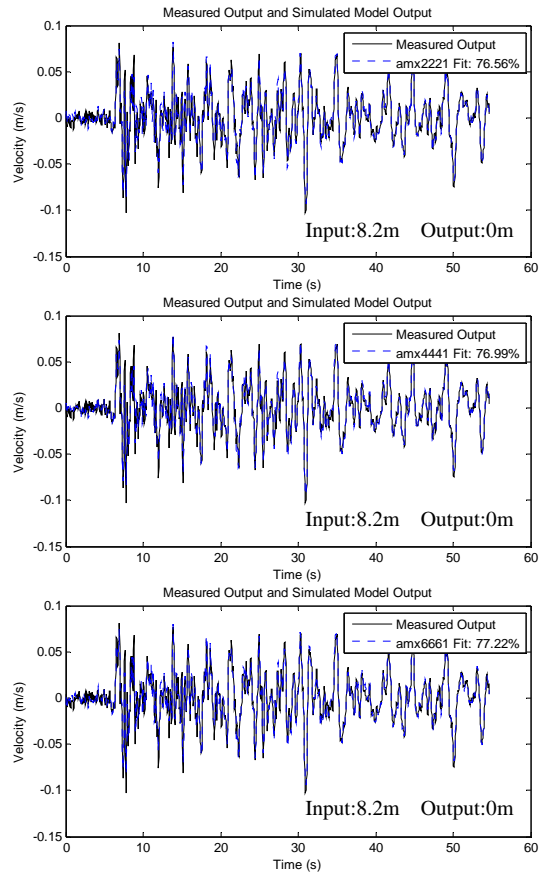 Measured Output and Simulated Model Output
0.1
0.05
0
-0.05
-0.1
-0.15
Velocity (m/s)
Measured Output
amx2221 Fit: 76.56%
Input:8.2m Output:0m
0 10 20 30 40 50 60
Time (s)
Measured Output and Simulated Model Output
0.1
0.05
0
-0.05
-0.1
-0.15
Velocity (m/s)
Measured Output
amx4441 Fit: 76.99%
Input:8.2m Output:0m
0 10 20 30 40 50 60
Time (s)
Measured Output and Simulated Model Output
0.1
0.05
0
-0.05
-0.1
-0.15
Velocity (m/s)
Measured Output
amx6661 Fit: 77.22%
Input:8.2m Output:0m
0 10 20 30 40 50 60
Time (s)